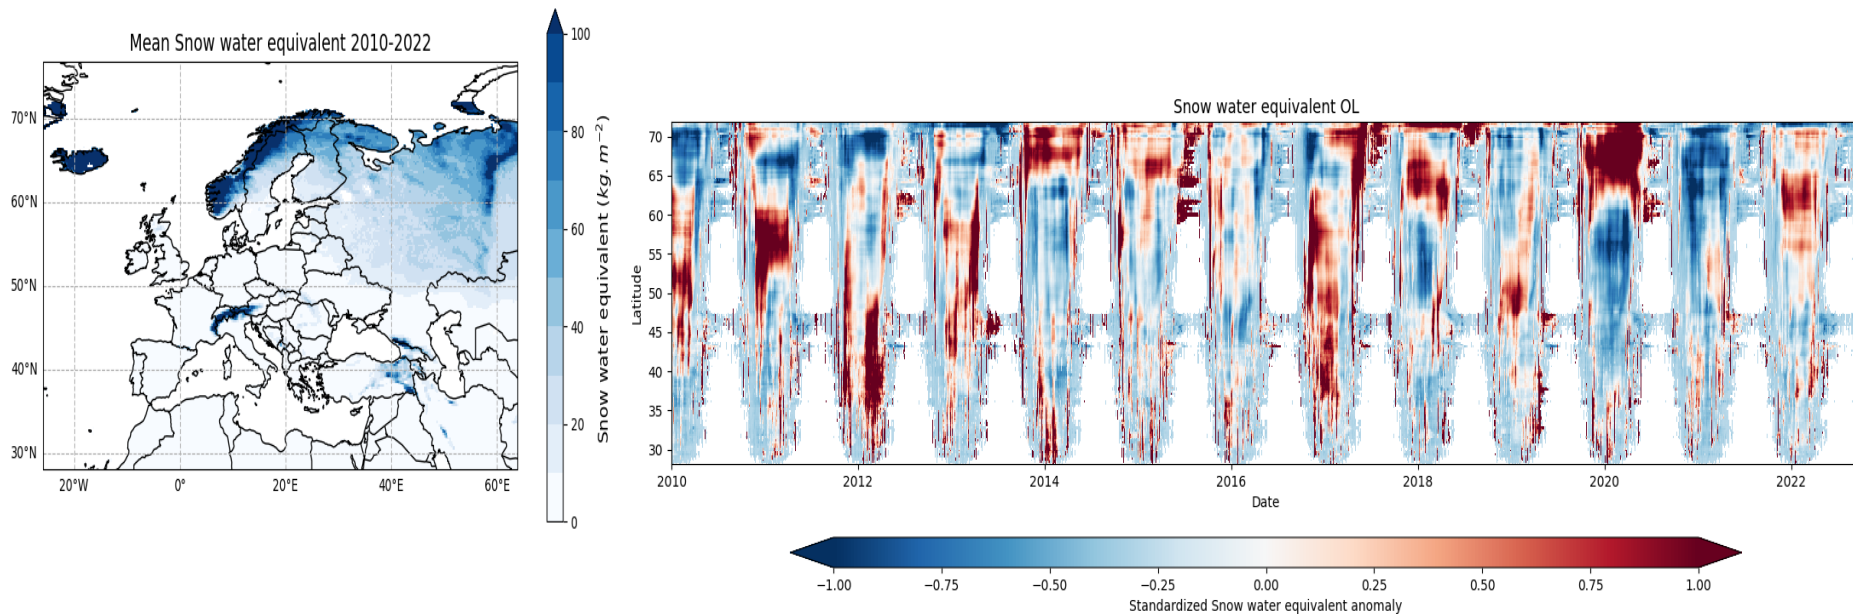 Mean Snow water equivalent 2010-2022
70°N
60°N
50°N
40°N
30°N
20°W
0°
20°E
40°E
60°E
100
80
60
40
20
0
Snow water equivalent (kg. m⁻²)
Snow water equivalent OL
70
65
60
55
50
45
40
35
30
Latitude
2010
2012
2014
2016
2018
2020
2022
Date
−1.00
−0.75
−0.50
−0.25
0.00
0.25
0.50
0.75
1.00
Standardized Snow water equivalent anomaly